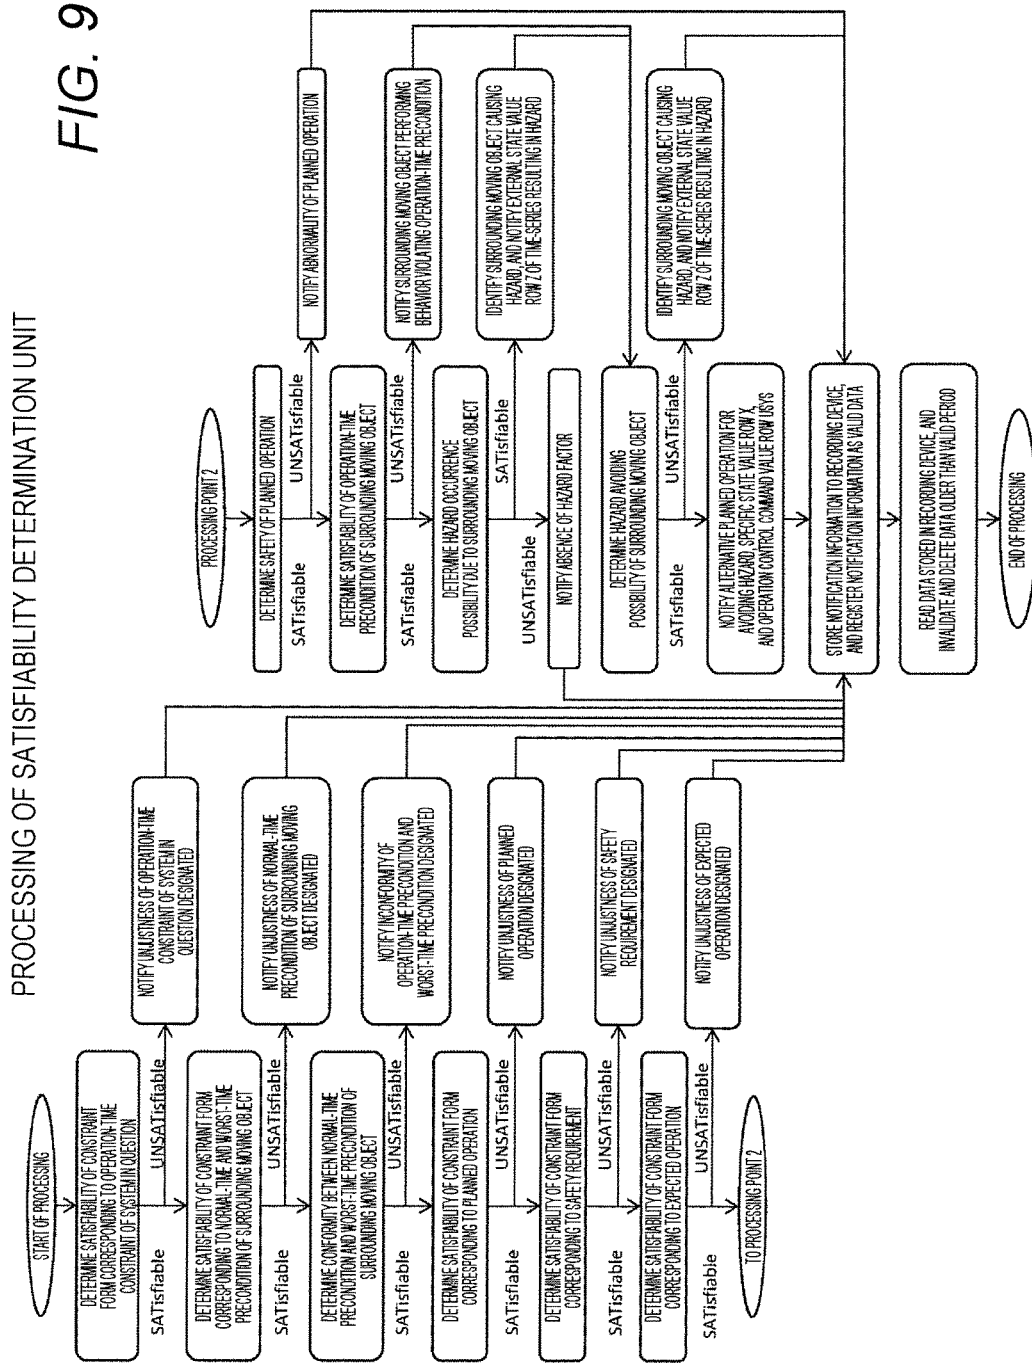 FIG. 9
PROCESSING OF SATISFIABILITY DETERMINATION UNIT
START OF PROCESSING
DETERMINE SATISFIABILITY OF CONSTRAINT
FORM CORRESPONDING TO OPERATION-TIME
CONSTRAINT OF SYSTEM IN QUESTION
SATisfiable
UNSATisfiable
NOTIFY UNJUSTNESS OF OPERATION-TIME
CONSTRAINT OF SYSTEM IN
QUESTION DESIGNATED
DETERMINE SATISFIABILITY OF CONSTRAINT FORM
CORRESPONDING TO NORMAL-TIME AND WORST-TIME
PRECONDITION OF SURROUNDING MOVING OBJECT
SATisfiable
UNSATisfiable
NOTIFY UNJUSTNESS OF NORMAL-TIME
PRECONDITION OF SURROUNDING MOVING
OBJECT DESIGNATED
DETERMINE CONFORMITY BETWEEN NORMAL-TIME
PRECONDITION AND WORST-TIME PRECONDITION OF
SURROUNDING MOVING OBJECT
SATisfiable
UNSATisfiable
NOTIFY INCONFORMITY OF
OPERATION-TIME PRECONDITION AND
WORST-TIME PRECONDITION DESIGNATED
DETERMINE SATISFIABILITY OF CONSTRAINT FORM
CORRESPONDING TO PLANNED OPERATION
SATisfiable
UNSATisfiable
NOTIFY UNJUSTNESS OF PLANNED
OPERATION DESIGNATED
DETERMINE SATISFIABILITY OF CONSTRAINT FORM
CORRESPONDING TO SAFETY REQUIREMENT
SATisfiable
UNSATisfiable
NOTIFY UNJUSTNESS OF SAFETY
REQUIREMENT DESIGNATED
DETERMINE SATISFIABILITY OF CONSTRAINT FORM
CORRESPONDING TO EXPECTED OPERATION
SATisfiable
UNSATisfiable
NOTIFY UNJUSTNESS OF EXPECTED
OPERATION DESIGNATED
TO PROCESSING POINT 2
PROCESSING POINT 2
DETERMINE SAFETY OF PLANNED OPERATION
SATisfiable
UNSATisfiable
NOTIFY ABNORMALITY OF PLANNED OPERATION
DETERMINE SATISFIABILITY OF OPERATION-TIME
PRECONDITION OF SURROUNDING MOVING OBJECT
SATisfiable
UNSATisfiable
NOTIFY SURROUNDING MOVING OBJECT PERFORMING
BEHAVIOR VIOLATING OPERATION-TIME PRECONDITION
DETERMINE HAZARD OCCURRENCE
POSSIBILITY DUE TO SURROUNDING MOVING OBJECT
UNSATisfiable
SATisfiable
IDENTIFY SURROUNDING MOVING OBJECT CAUSING
HAZARD, AND NOTIFY EXTERNAL STATE VALUE
ROW Z OF TIME-SERIES RESULTING IN HAZARD
NOTIFY ABSENCE OF HAZARD FACTOR
DETERMINE HAZARD AVOIDING
POSSIBILITY OF SURROUNDING MOVING OBJECT
SATisfiable
UNSATisfiable
IDENTIFY SURROUNDING MOVING OBJECT CAUSING
HAZARD, AND NOTIFY EXTERNAL STATE VALUE
ROW Z OF TIME-SERIES RESULTING IN HAZARD
NOTIFY ALTERNATIVE PLANNED OPERATION FOR
AVOIDING HAZARD, SPECIFIC STATE VALUE ROW X,
AND OPERATION CONTROL COMMAND VALUE ROW USYS
STORE NOTIFICATION INFORMATION TO RECORDING DEVICE,
AND REGISTER NOTIFICATION INFORMATION AS VALID DATA
READ DATA STORED IN RECORDING DEVICE, AND
INVALIDATE AND DELETE DATA OLDER THAN VALID PERIOD
END OF PROCESSING